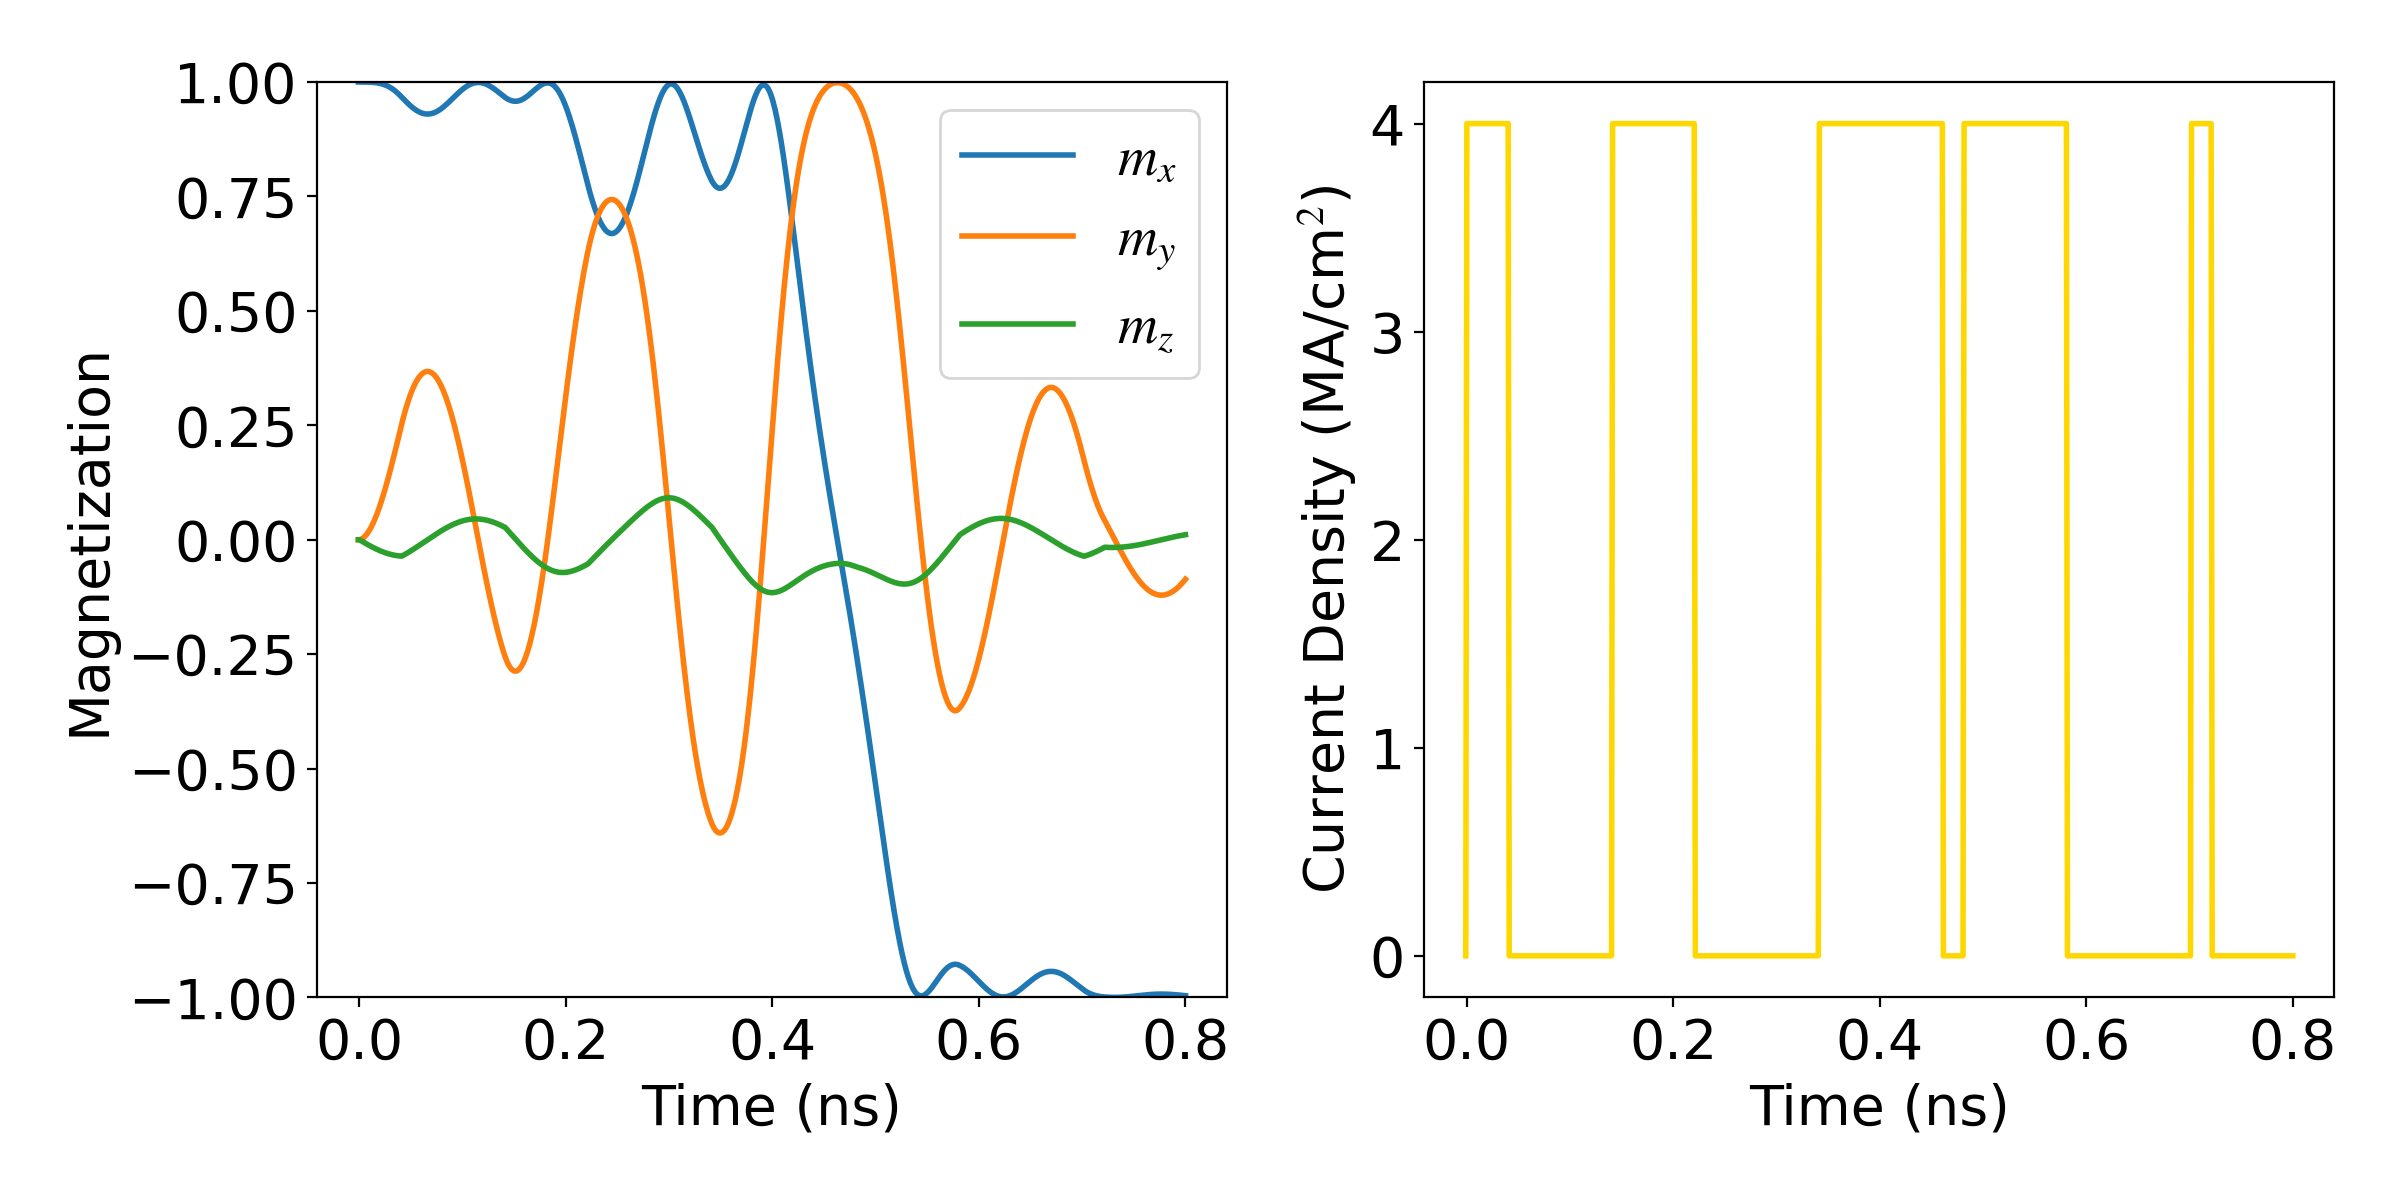 1.00
0.75
0.50
0.25
0.00
−0.25
−0.50
−0.75
−1.00
Magnetization
0.0 0.2 0.4 0.6 0.8
Time (ns)
m_x
m_y
m_z
4
3
2
1
0
Current Density (MA/cm²)
0.0 0.2 0.4 0.6 0.8
Time (ns)